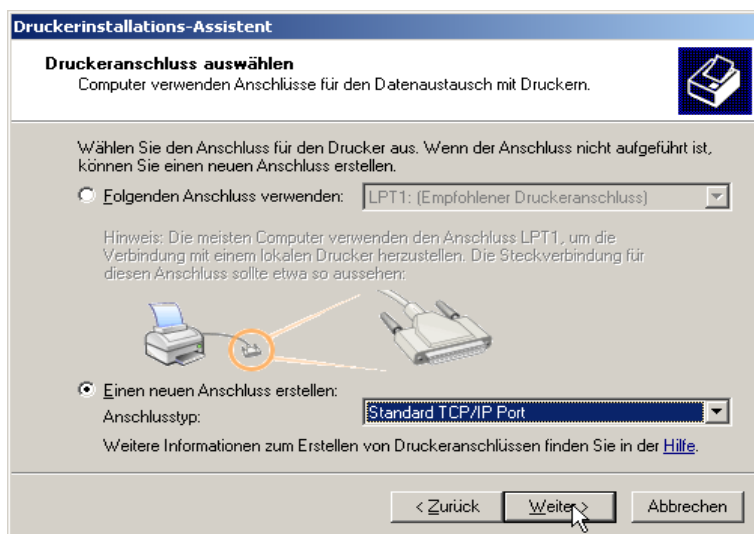 Druckerinstallations-Assistent
Druckeranschluss auswählen
Computer verwenden Anschlüsse für den Datenaustausch mit Druckern.
Wählen Sie den Anschluss für den Drucker aus. Wenn der Anschluss nicht aufgeführt ist,
können Sie einen neuen Anschluss erstellen.
Folgenden Anschluss verwenden: LPT1: (Empfohlener Druckeranschluss)
Hinweis: Die meisten Computer verwenden den Anschluss LPT1, um die
Verbindung mit einem lokalen Drucker herzustellen. Die Steckverbindung für
diesen Anschluss sollte etwa so aussehen:
Einen neuen Anschluss erstellen:
Anschlusstyp: Standard TCP/IP Port
Weitere Informationen zum Erstellen von Druckeranschlüssen finden Sie in der Hilfe.
< Zurück Weiter > Abbrechen